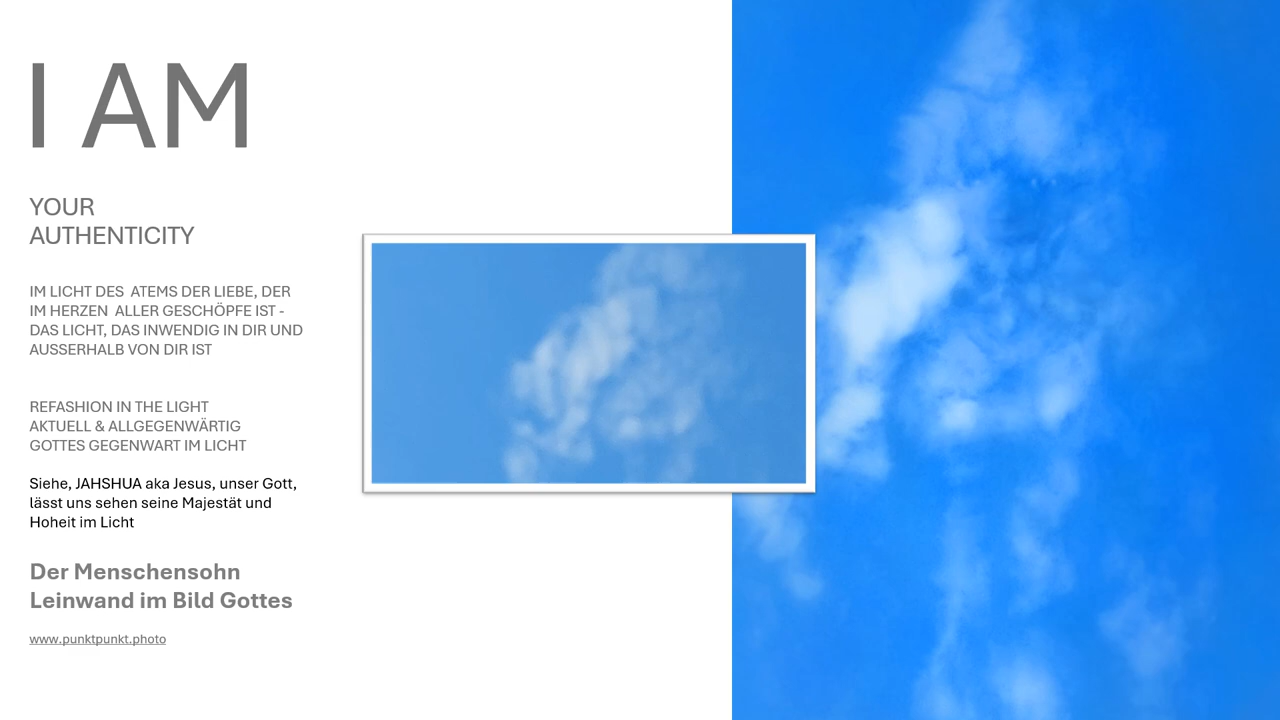 I AM
YOUR
AUTHENTICITY
IM LICHT DES  ATEMS DER LIEBE, DER
IM HERZEN  ALLER GESCHÖPFE IST -
DAS LICHT, DAS INWENDIG IN DIR UND
AUSSERHALB VON DIR IST
REFASHION IN THE LIGHT
AKTUELL & ALLGEGENWÄRTIG
GOTTES GEGENWART IM LICHT
Siehe, JAHSHUA aka Jesus, unser Gott,
lässt uns sehen seine Majestät und
Hoheit im Licht
Der Menschensohn
Leinwand im Bild Gottes
www.punktpunkt.photo